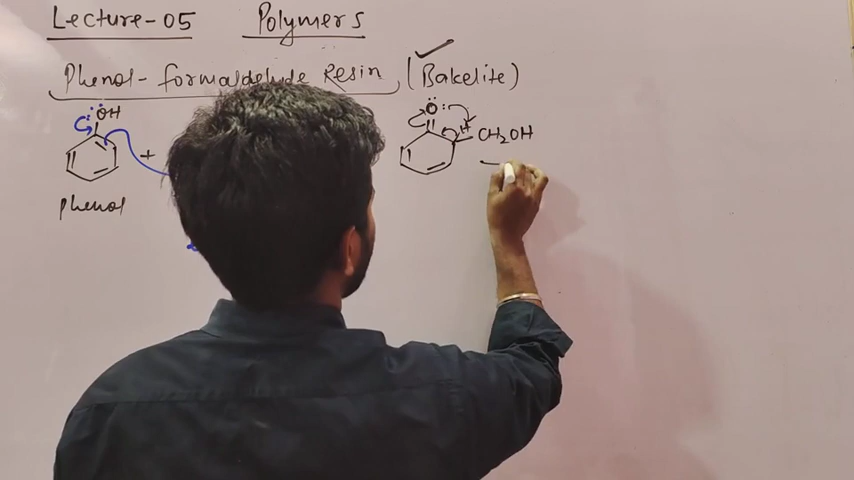 Lecture-05 Polymers
Phenol-formaldehyde Resin (Bakelite)
OH
+
Phenol
O
H
CH2OH